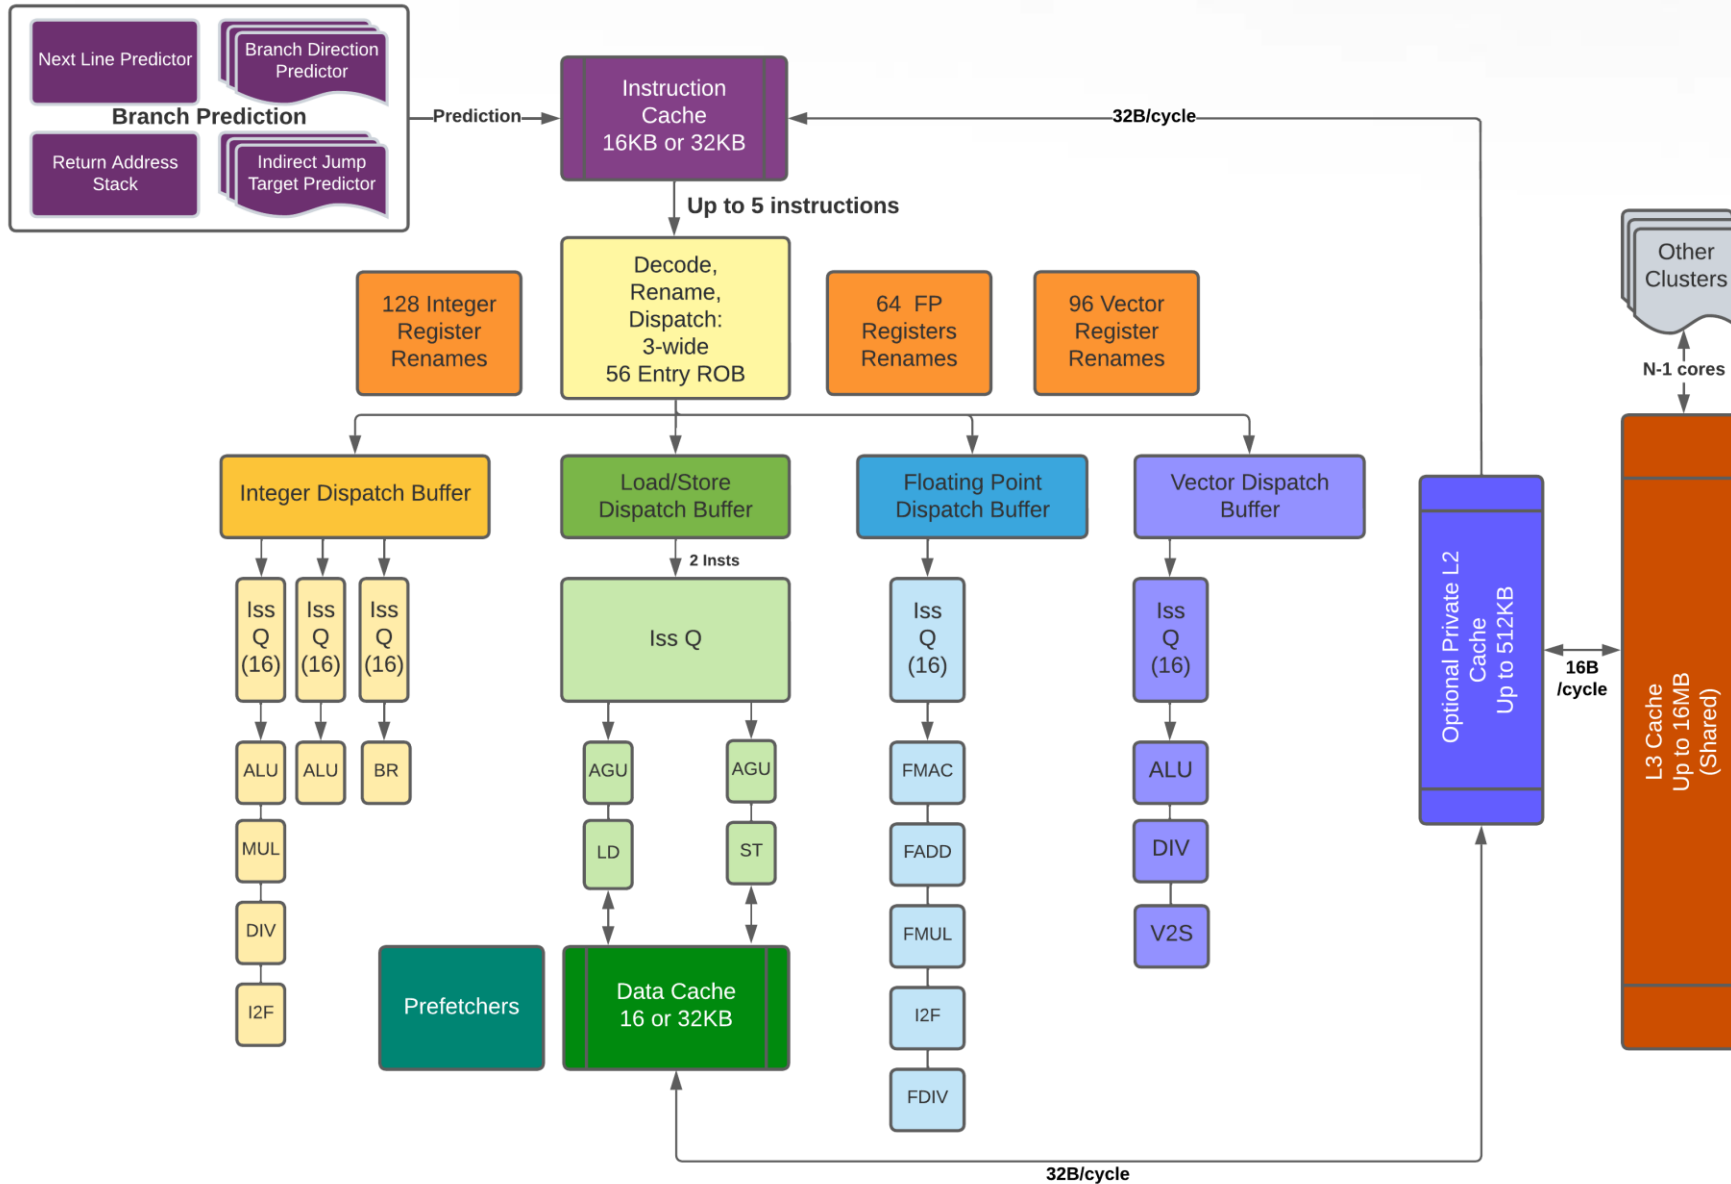 Next Line Predictor
Branch Direction
Predictor
Branch Prediction
Return Address
Stack
Indirect Jump
Target Predictor
Prediction
Instruction
Cache
16KB or 32KB
32B/cycle
Up to 5 instructions
128 Integer
Register
Renames
Decode,
Rename,
Dispatch:
3-wide
56 Entry ROB
64 FP
Registers
Renames
96 Vector
Register
Renames
Other
Clusters
N-1 cores
Integer Dispatch Buffer
Load/Store
Dispatch Buffer
Floating Point
Dispatch Buffer
Vector Dispatch
Buffer
2 Insts
Iss
Q
(16)
Iss
Q
(16)
Iss
Q
(16)
Iss Q
Iss
Q
(16)
Iss
Q
(16)
ALU
ALU
BR
MUL
DIV
I2F
AGU
AGU
LD
ST
FMAC
FADD
FMUL
I2F
FDIV
ALU
DIV
V2S
Prefetchers
Data Cache
16 or 32KB
32B/cycle
Optional Private L2
Cache
Up to 512KB
16B
/cycle
L3 Cache
Up to 16MB
(Shared)